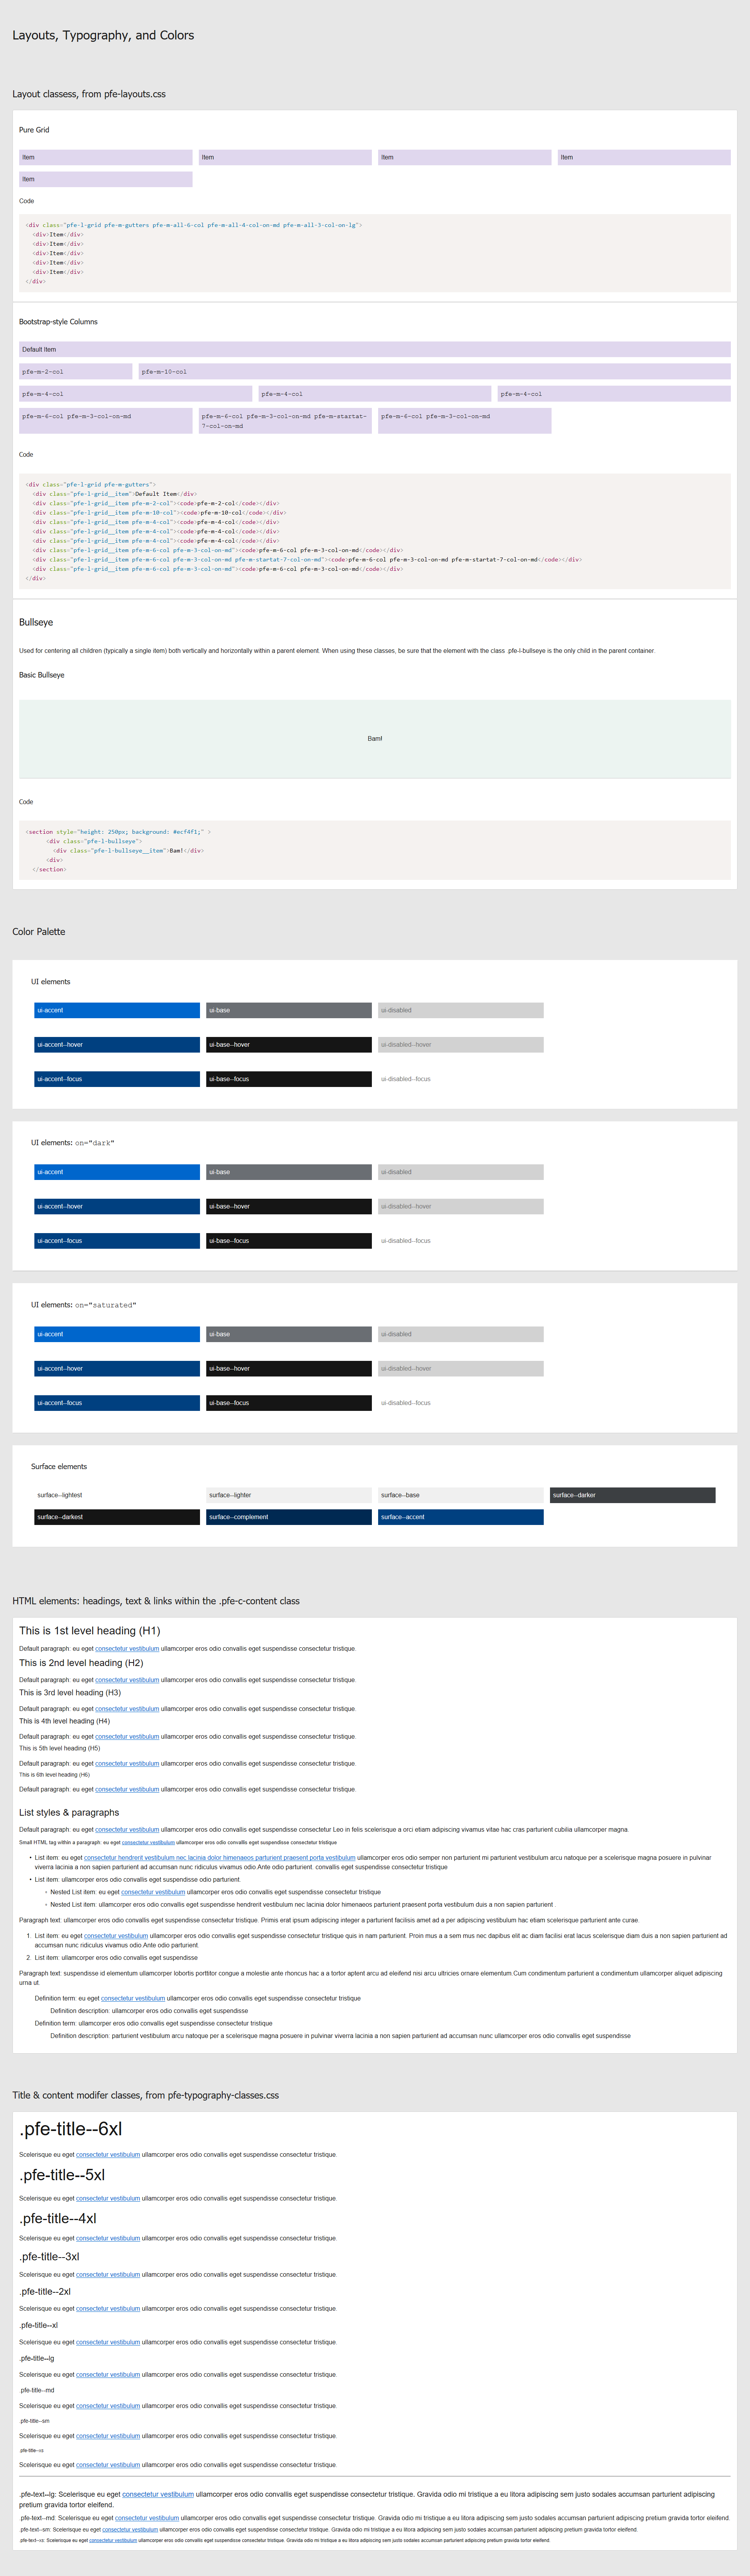 Layouts, Typography, and Colors
Layout classess, from pfe-layouts.css
Pure Grid
Item
Item
Item
Item
Item
Code
<div class="pfe-l-grid pfe-m-gutters pfe-m-all-6-col pfe-m-all-4-col-on-md pfe-m-all-3-col-on-lg">
<div>Item</div>
<div>Item</div>
<div>Item</div>
<div>Item</div>
<div>Item</div>
</div>
Bootstrap-style Columns
Default Item
pfe-m-2-col
pfe-m-10-col
pfe-m-4-col
pfe-m-4-col
pfe-m-4-col
pfe-m-6-col pfe-m-3-col-on-md
pfe-m-6-col pfe-m-3-col-on-md pfe-m-startat-
7-col-on-md
pfe-m-6-col pfe-m-3-col-on-md
Code
<div class="pfe-l-grid pfe-m-gutters">
<div class="pfe-l-grid__item">Default Item</div>
<div class="pfe-l-grid__item pfe-m-2-col"><code>pfe-m-2-col</code></div>
<div class="pfe-l-grid__item pfe-m-10-col"><code>pfe-m-10-col</code></div>
<div class="pfe-l-grid__item pfe-m-4-col"><code>pfe-m-4-col</code></div>
<div class="pfe-l-grid__item pfe-m-4-col"><code>pfe-m-4-col</code></div>
<div class="pfe-l-grid__item pfe-m-4-col"><code>pfe-m-4-col</code></div>
<div class="pfe-l-grid__item pfe-m-6-col pfe-m-3-col-on-md"><code>pfe-m-6-col pfe-m-3-col-on-md</code></div>
<div class="pfe-l-grid__item pfe-m-6-col pfe-m-3-col-on-md pfe-m-startat-7-col-on-md"><code>pfe-m-6-col pfe-m-3-col-on-md pfe-m-startat-7-col-on-md</code></div>
<div class="pfe-l-grid__item pfe-m-6-col pfe-m-3-col-on-md"><code>pfe-m-6-col pfe-m-3-col-on-md</code></div>
</div>
Bullseye
Used for centering all children (typically a single item) both vertically and horizontally within a parent element. When using these classes, be sure that the element with the class .pfe-l-bullseye is the only child in the parent container.
Basic Bullseye
Bam!
Code
<section style="height: 250px; background: #ecf4f1;" >
<div class="pfe-l-bullseye">
<div class="pfe-l-bullseye__item">Bam!</div>
<div>
</section>
Color Palette
UI elements
ui-accent
ui-base
ui-disabled
ui-accent--hover
ui-base--hover
ui-disabled--hover
ui-accent--focus
ui-base--focus
ui-disabled--focus
UI elements: on="dark"
ui-accent
ui-base
ui-disabled
ui-accent--hover
ui-base--hover
ui-disabled--hover
ui-accent--focus
ui-base--focus
ui-disabled--focus
UI elements: on="saturated"
ui-accent
ui-base
ui-disabled
ui-accent--hover
ui-base--hover
ui-disabled--hover
ui-accent--focus
ui-base--focus
ui-disabled--focus
Surface elements
surface--lightest
surface--lighter
surface--base
surface--darker
surface--darkest
surface--complement
surface--accent
HTML elements: headings, text & links within the .pfe-c-content class
This is 1st level heading (H1)
Default paragraph: eu eget consectetur vestibulum ullamcorper eros odio convallis eget suspendisse consectetur tristique.
This is 2nd level heading (H2)
Default paragraph: eu eget consectetur vestibulum ullamcorper eros odio convallis eget suspendisse consectetur tristique.
This is 3rd level heading (H3)
Default paragraph: eu eget consectetur vestibulum ullamcorper eros odio convallis eget suspendisse consectetur tristique.
This is 4th level heading (H4)
Default paragraph: eu eget consectetur vestibulum ullamcorper eros odio convallis eget suspendisse consectetur tristique.
This is 5th level heading (H5)
Default paragraph: eu eget consectetur vestibulum ullamcorper eros odio convallis eget suspendisse consectetur tristique.
This is 6th level heading (H6)
Default paragraph: eu eget consectetur vestibulum ullamcorper eros odio convallis eget suspendisse consectetur tristique.
List styles & paragraphs
Default paragraph: eu eget consectetur vestibulum ullamcorper eros odio convallis eget suspendisse consectetur Leo in felis scelerisque a orci etiam adipiscing vivamus vitae hac cras parturient cubilia ullamcorper magna.
Small HTML tag within a paragraph: eu eget consectetur vestibulum ullamcorper eros odio convallis eget suspendisse consectetur tristique
• List item: eu eget consectetur hendrerit vestibulum nec lacinia dolor himenaeos parturient praesent porta vestibulum ullamcorper eros odio semper non parturient mi parturient vestibulum arcu natoque per a scelerisque magna posuere in pulvinar
viverra lacinia a non sapien parturient ad accumsan nunc ridiculus vivamus odio Ante odio parturient. convallis eget suspendisse consectetur tristique
• List item: ullamcorper eros odio convallis eget suspendisse odio parturient.
◦ Nested List item: eu eget consectetur vestibulum ullamcorper eros odio convallis eget suspendisse consectetur tristique
◦ Nested List item: ullamcorper eros odio convallis eget suspendisse hendrerit vestibulum nec lacinia dolor himenaeos parturient praesent porta vestibulum duis a non sapien parturient .
Paragraph text: ullamcorper eros odio convallis eget suspendisse consectetur tristique. Primis erat ipsum adipiscing integer a parturient facilisis amet ad a per adipiscing vestibulum hac etiam scelerisque parturient ante curae.
1. List item: eu eget consectetur vestibulum ullamcorper eros odio convallis eget suspendisse consectetur tristique quis in nam parturient. Proin mus a a sem mus nec dapibus elit ac diam facilisi erat lacus scelerisque diam duis a non sapien parturient ad
accumsan nunc ridiculus vivamus odio Ante odio parturient.
2. List item: ullamcorper eros odio convallis eget suspendisse
Paragraph text: suspendisse id elementum ullamcorper lobortis porttitor congue a molestie ante rhoncus hac a a tortor aptent arcu ad eleifend nisi arcu ultricies ornare elementum.Cum condimentum parturient a condimentum ullamcorper aliquet adipiscing
urna ut.
Definition term: eu eget consectetur vestibulum ullamcorper eros odio convallis eget suspendisse consectetur tristique
Definition description: ullamcorper eros odio convallis eget suspendisse
Definition term: ullamcorper eros odio convallis eget suspendisse consectetur tristique
Definition description: parturient vestibulum arcu natoque per a scelerisque magna posuere in pulvinar viverra lacinia a non sapien parturient ad accumsan nunc ullamcorper eros odio convallis eget suspendisse
Title & content modifer classes, from pfe-typography-classes.css
.pfe-title--6xl
Scelerisque eu eget consectetur vestibulum ullamcorper eros odio convallis eget suspendisse consectetur tristique.
.pfe-title--5xl
Scelerisque eu eget consectetur vestibulum ullamcorper eros odio convallis eget suspendisse consectetur tristique.
.pfe-title--4xl
Scelerisque eu eget consectetur vestibulum ullamcorper eros odio convallis eget suspendisse consectetur tristique.
.pfe-title--3xl
Scelerisque eu eget consectetur vestibulum ullamcorper eros odio convallis eget suspendisse consectetur tristique.
.pfe-title--2xl
Scelerisque eu eget consectetur vestibulum ullamcorper eros odio convallis eget suspendisse consectetur tristique.
.pfe-title--xl
Scelerisque eu eget consectetur vestibulum ullamcorper eros odio convallis eget suspendisse consectetur tristique.
.pfe-title--lg
Scelerisque eu eget consectetur vestibulum ullamcorper eros odio convallis eget suspendisse consectetur tristique.
.pfe-title--md
Scelerisque eu eget consectetur vestibulum ullamcorper eros odio convallis eget suspendisse consectetur tristique.
.pfe-title--sm
Scelerisque eu eget consectetur vestibulum ullamcorper eros odio convallis eget suspendisse consectetur tristique.
.pfe-title--xs
Scelerisque eu eget consectetur vestibulum ullamcorper eros odio convallis eget suspendisse consectetur tristique.
.pfe-text--lg: Scelerisque eu eget consectetur vestibulum ullamcorper eros odio convallis eget suspendisse consectetur tristique. Gravida odio mi tristique a eu litora adipiscing sem justo sodales accumsan parturient adipiscing
pretium gravida tortor eleifend.
.pfe-text--md: Scelerisque eu eget consectetur vestibulum ullamcorper eros odio convallis eget suspendisse consectetur tristique. Gravida odio mi tristique a eu litora adipiscing sem justo sodales accumsan parturient adipiscing pretium gravida tortor eleifend.
.pfe-text--sm: Scelerisque eu eget consectetur vestibulum ullamcorper eros odio convallis eget suspendisse consectetur tristique. Gravida odio mi tristique a eu litora adipiscing sem justo sodales accumsan parturient adipiscing pretium gravida tortor eleifend.
.pfe-text--xs: Scelerisque eu eget consectetur vestibulum ullamcorper eros odio convallis eget suspendisse consectetur tristique. Gravida odio mi tristique a eu litora adipiscing sem justo sodales accumsan parturient adipiscing pretium gravida tortor eleifend.